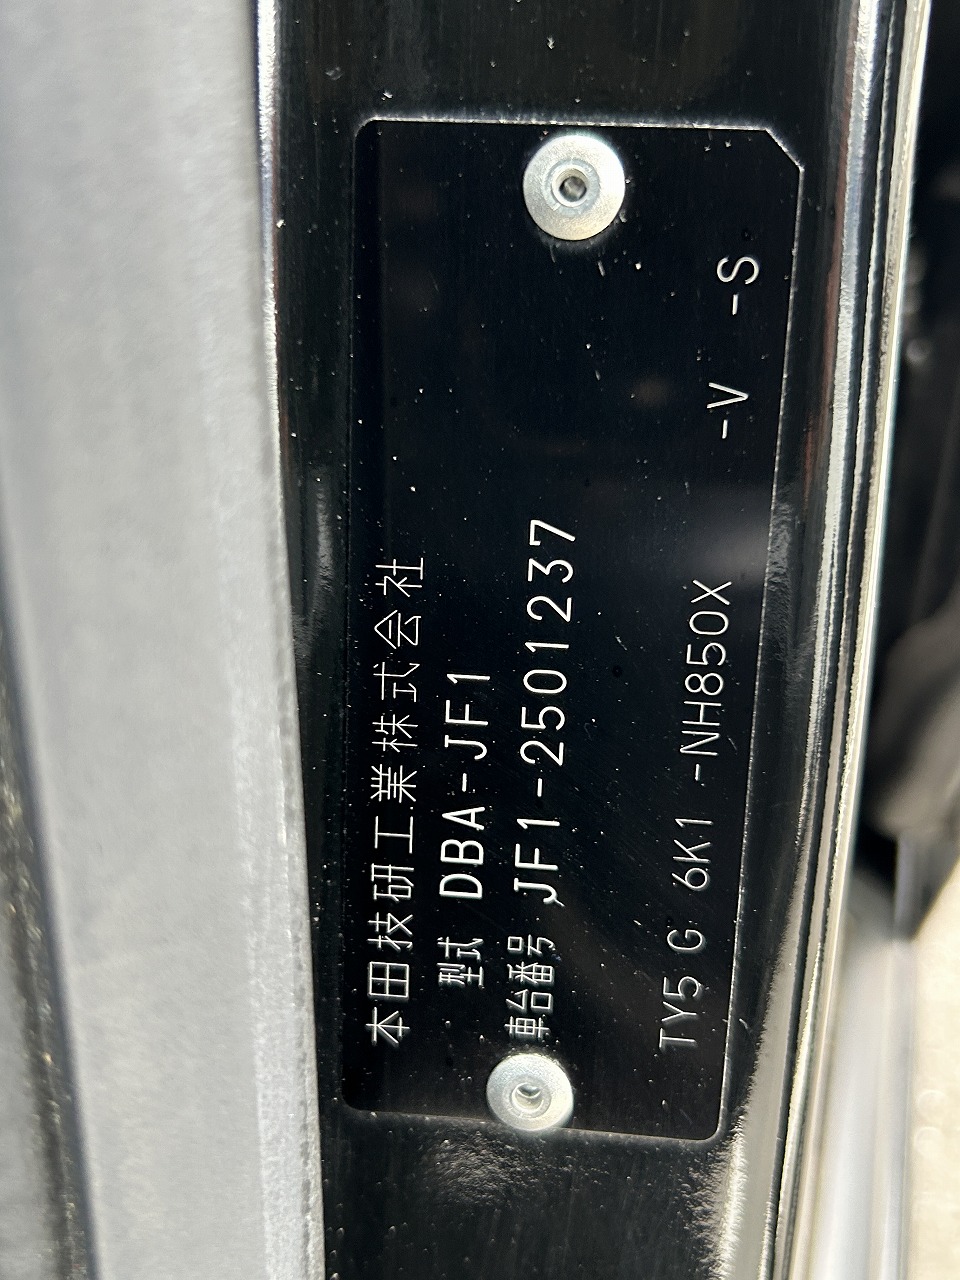 本田技研工業株式会社
型式 DBA-JF1
車台番号 JF1-2501237
TY5 G 6K1 -NH850X -V -S